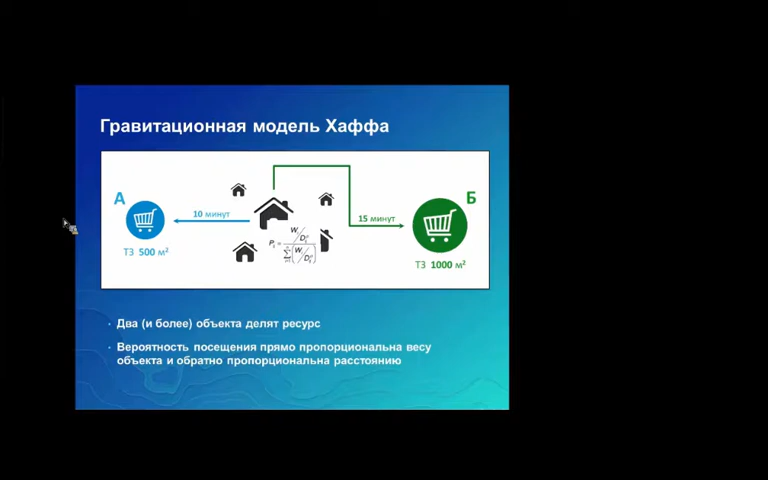 Гравитационная модель Хаффа
А
Б
10 минут
15 минут
ТЗ 500 м²
ТЗ 1000 м²
Два (и более) объекта делят ресурс
Вероятность посещения прямо пропорциональна весу
объекта и обратно пропорциональна расстоянию